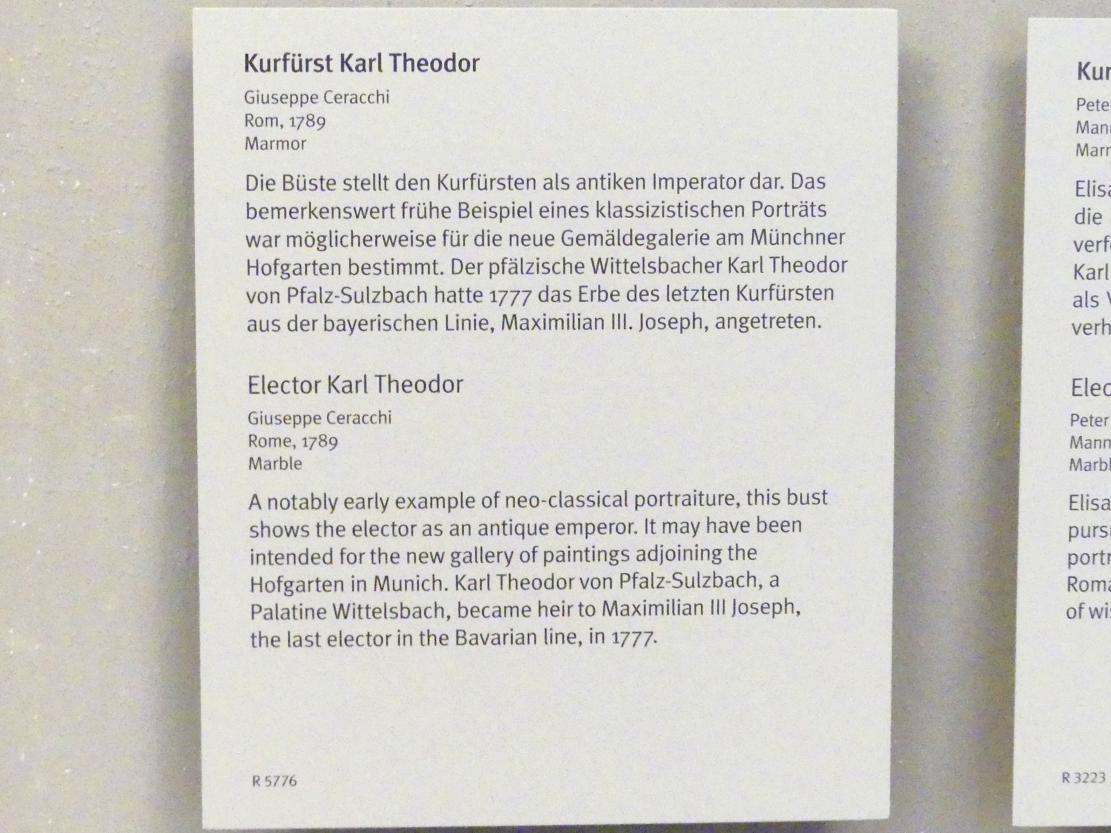 Kurfürst Karl Theodor
Giuseppe Ceracchi
Rom, 1789
Marmor
Die Büste stellt den Kurfürsten als antiken Imperator dar. Das
bemerkenswert frühe Beispiel eines klassizistischen Porträts
war möglicherweise für die neue Gemäldegalerie am Münchner
Hofgarten bestimmt. Der pfälzische Wittelsbacher Karl Theodor
von Pfalz-Sulzbach hatte 1777 das Erbe des letzten Kurfürsten
aus der bayerischen Linie, Maximilian III. Joseph, angetreten.
Elector Karl Theodor
Giuseppe Ceracchi
Rome, 1789
Marble
A notably early example of neo-classical portraiture, this bust
shows the elector as an antique emperor. It may have been
intended for the new gallery of paintings adjoining the
Hofgarten in Munich. Karl Theodor von Pfalz-Sulzbach, a
Palatine Wittelsbach, became heir to Maximilian III Joseph,
the last elector in the Bavarian line, in 1777.
R 5776
Peter
die
Karl
als
Peter
of
R 3223